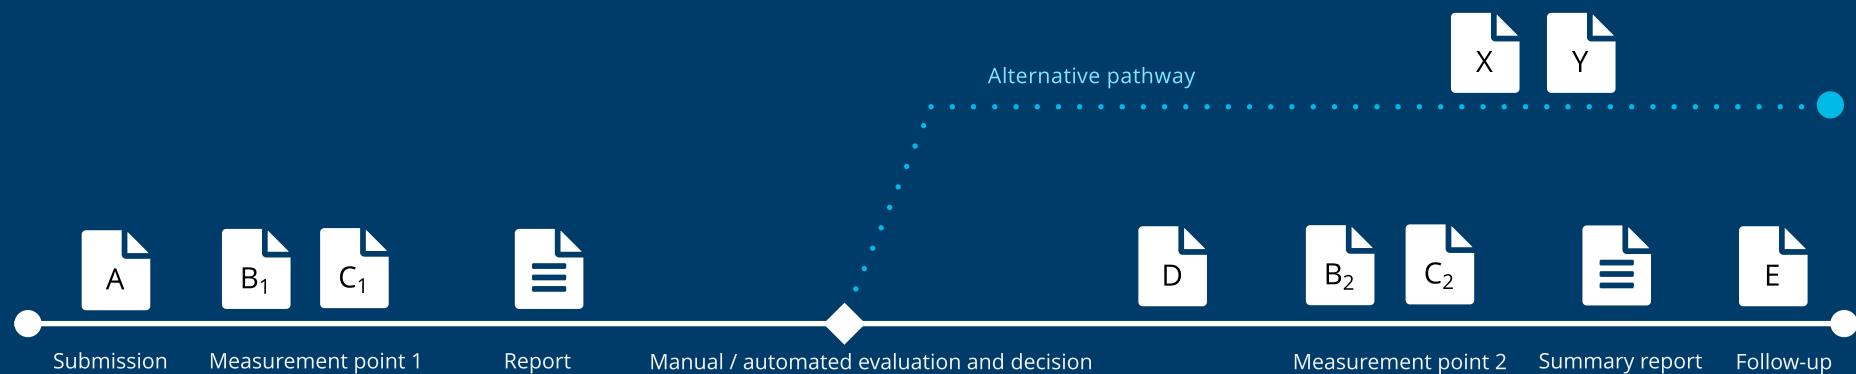 X Y
Alternative pathway
A B₁ C₁ D B₂ C₂ E
Submission Measurement point 1 Report Manual / automated evaluation and decision Measurement point 2 Summary report Follow-up